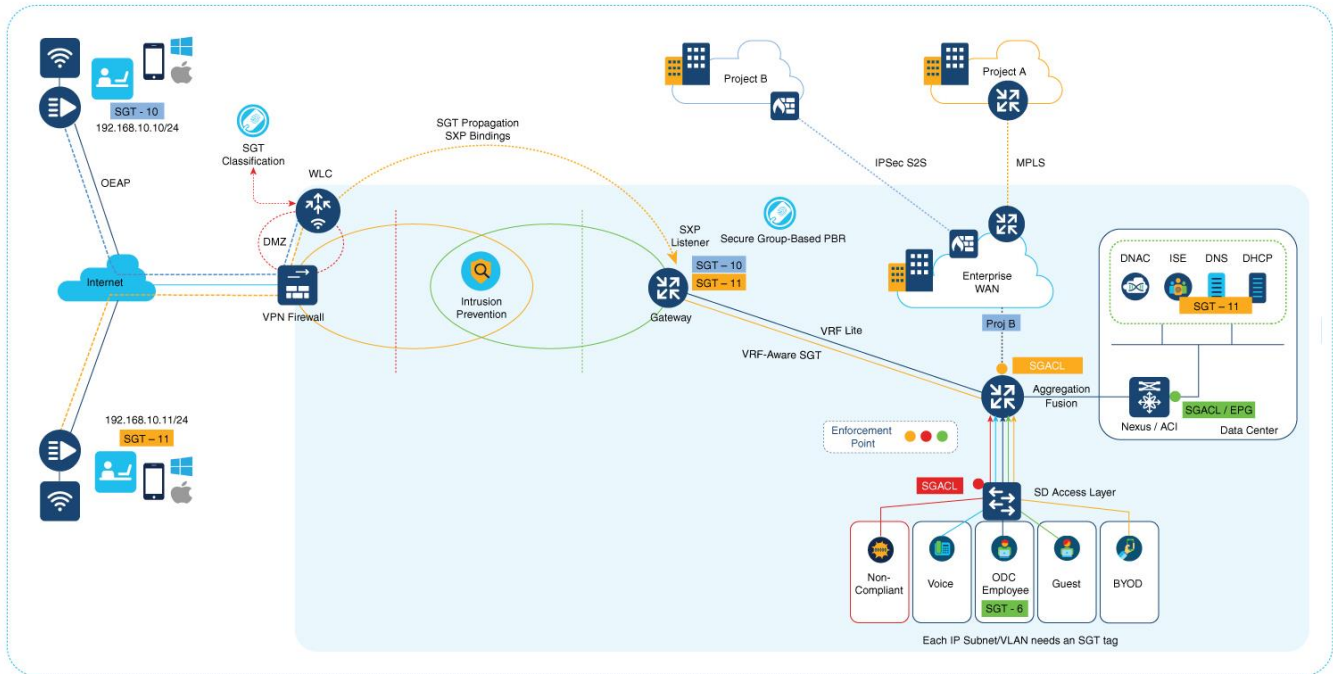 SGT - 10
192.168.10.10/24
OEAP
Internet
192.168.10.11/24
SGT – 11
SGT
Classification
WLC
DMZ
VPN Firewall
SGT Propagation
SXP Bindings
Intrusion
Prevention
SXP
Listener
SGT – 10
SGT – 11
Gateway
Secure Group-Based PBR
Project B
Project A
IPSec S2S
MPLS
Enterprise
WAN
Proj B
VRF Lite
VRF-Aware SGT
SGACL
Aggregation
Fusion
DNAC
ISE
DNS
DHCP
SGT – 11
SGACL / EPG
Nexus / ACI
Data Center
Enforcement
Point
SGACL
SD Access Layer
Non-
Compliant
Voice
ODC
Employee
SGT - 6
Guest
BYOD
Each IP Subnet/VLAN needs an SGT tag